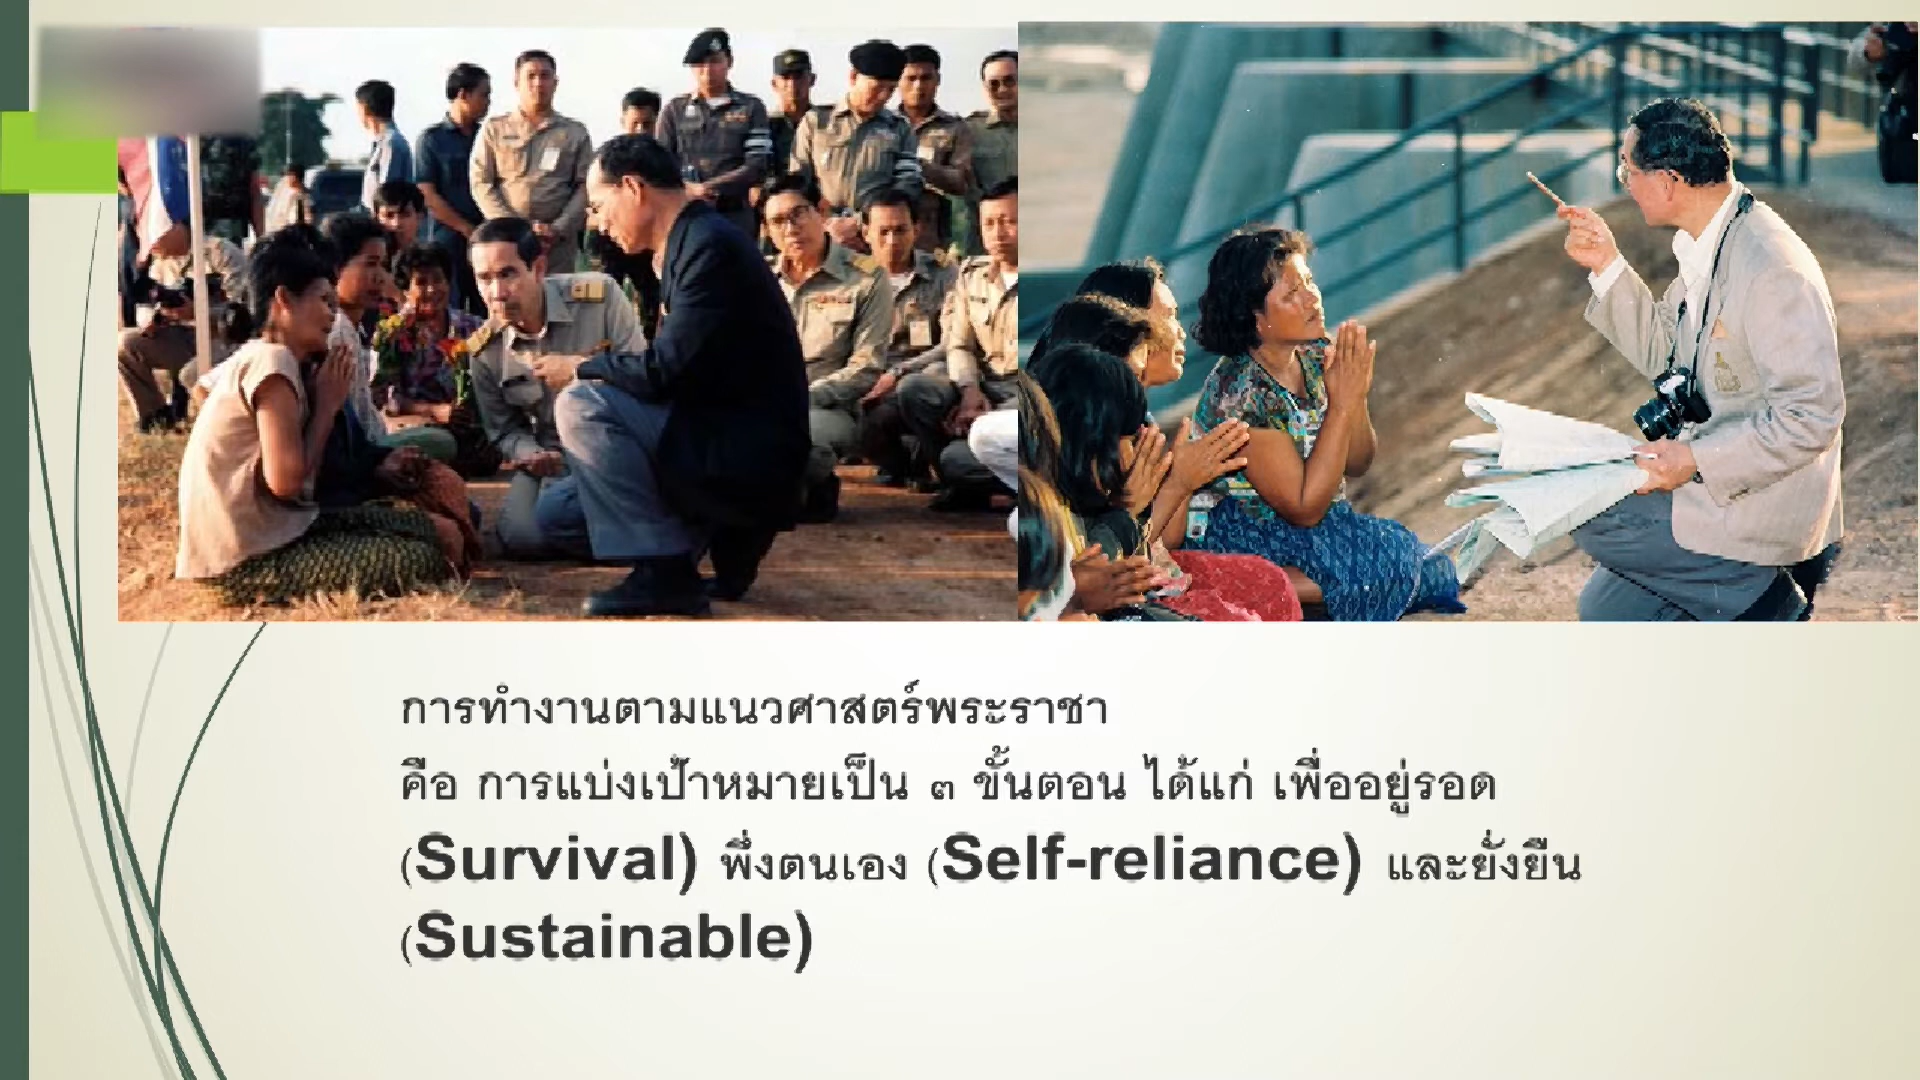 การทำงานตามแนวศาสตร์พระราชา
คือ การแบ่งเป้าหมายเป็น ๓ ขั้นตอน ได้แก่ เพื่ออยู่รอด
(Survival) พึ่งตนเอง (Self-reliance) และยั่งยืน
(Sustainable)